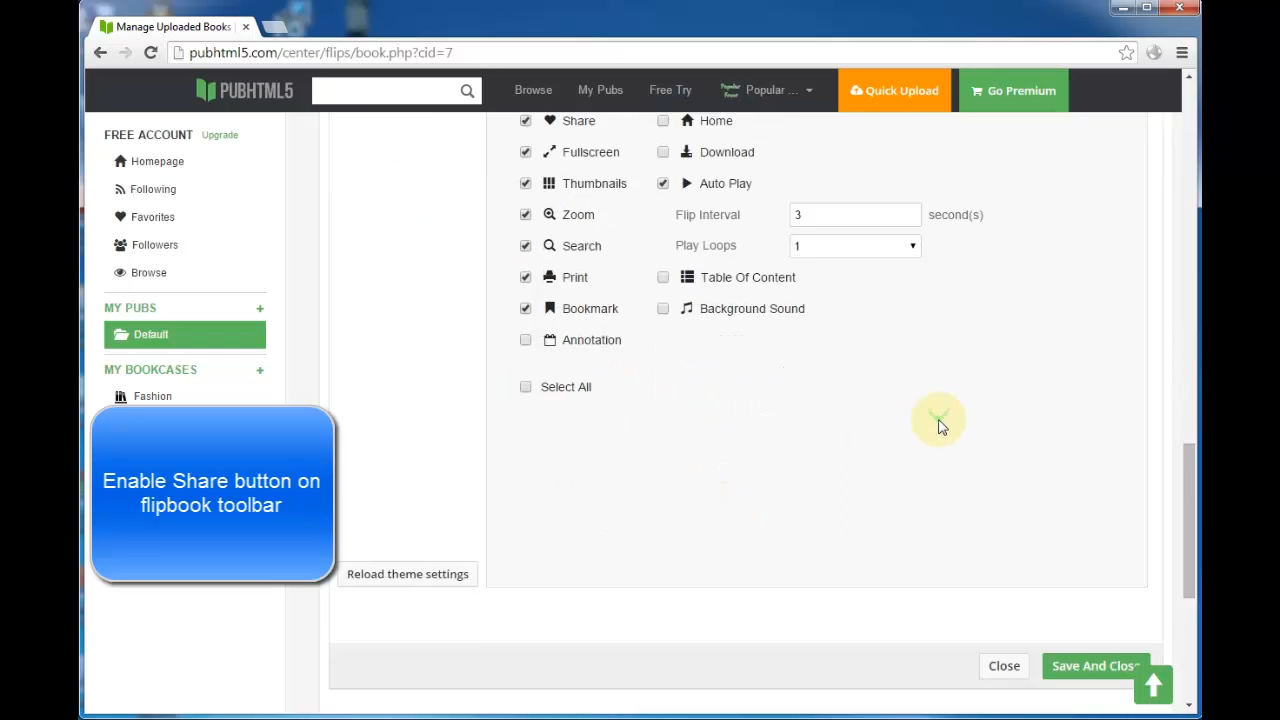 Manage Uploaded Books
pubhtml5.com/center/flips/book.php?cid=7
PUBHTML5
Browse
My Pubs
Free Try
Popular ...
Quick Upload
Go Premium
FREE ACCOUNT Upgrade
Homepage
Following
Favorites
Followers
Browse
MY PUBS +
Default
MY BOOKCASES +
Fashion
Enable Share button on
flipbook toolbar
Share
Home
Fullscreen
Download
Thumbnails
Auto Play
Zoom
Flip Interval 3 second(s)
Search
Play Loops 1
Print
Table Of Content
Bookmark
Background Sound
Annotation
Select All
Reload theme settings
Close
Save And Close